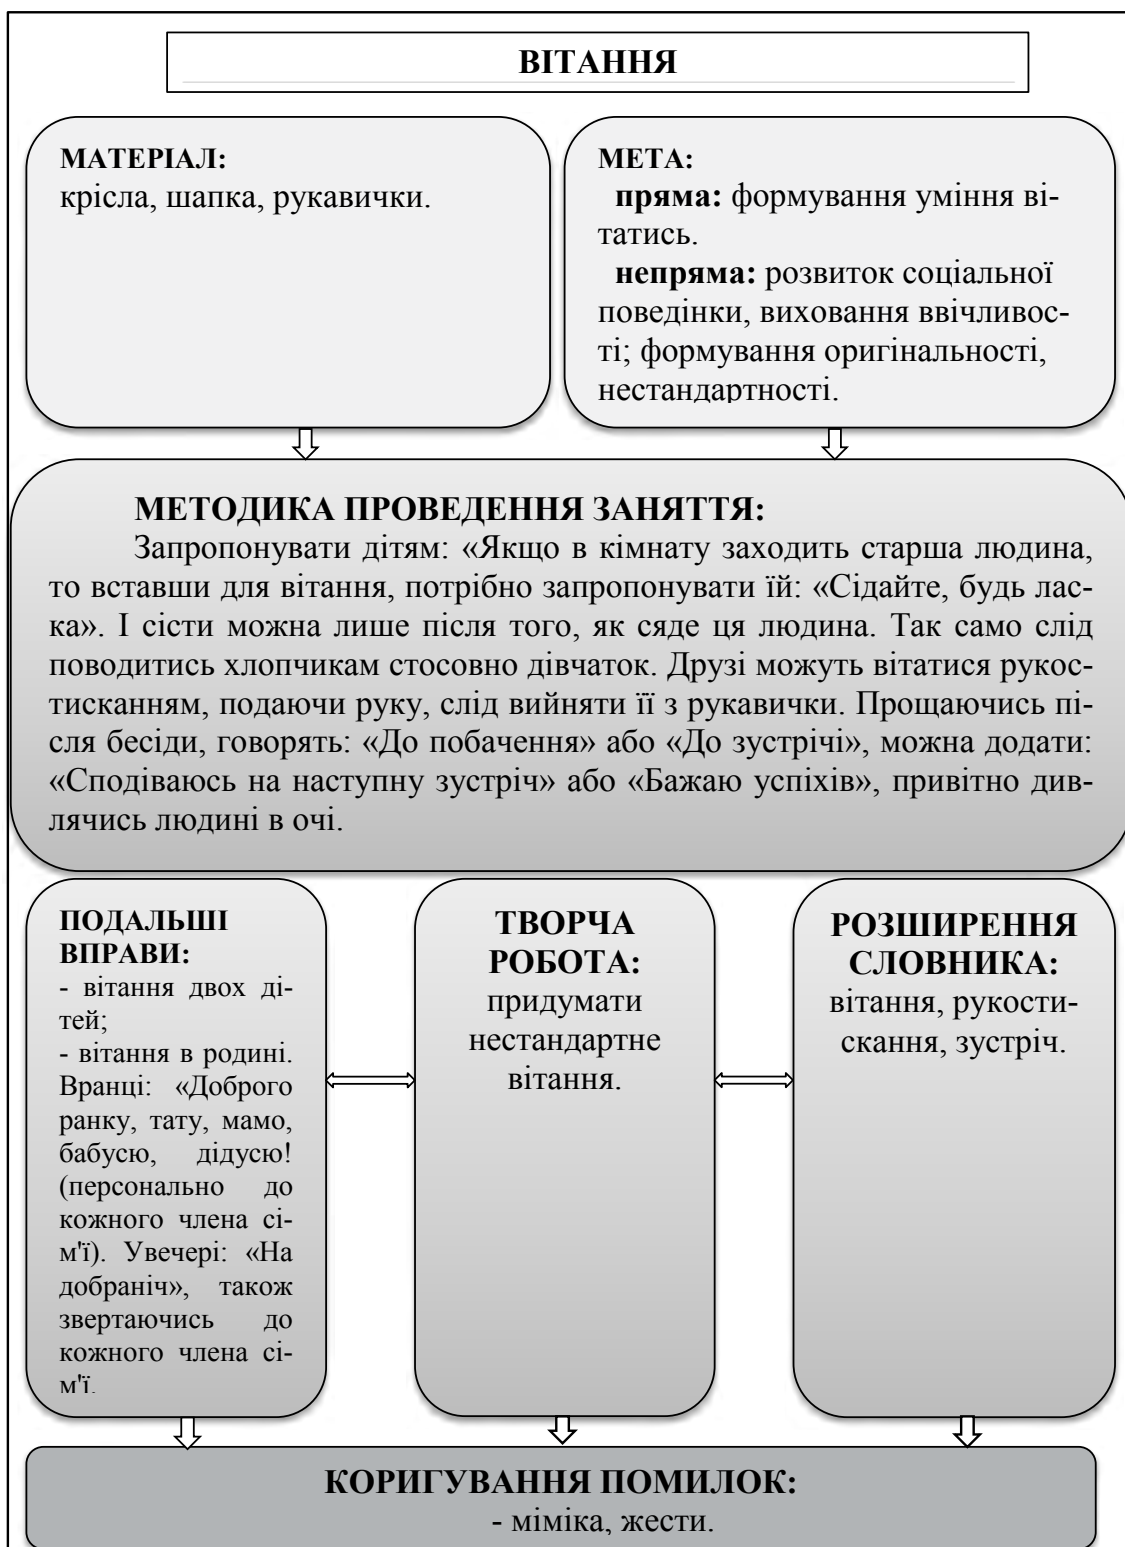 ВІТАННЯ
МАТЕРІАЛ:
крісла, шапка, рукавички.
МЕТА:
пряма: формування уміння ві-
татись.
непряма: розвиток соціальної
поведінки, виховання ввічливос-
ті; формування оригінальності,
нестандартності.
МЕТОДИКА ПРОВЕДЕННЯ ЗАНЯТТЯ:
Запропонувати дітям: «Якщо в кімнату заходить старша людина,
то вставши для вітання, потрібно запропонувати їй: «Сідайте, будь лас-
ка». І сісти можна лише після того, як сяде ця людина. Так само слід
поводитись хлопчикам стосовно дівчаток. Друзі можуть вітатися рукос-
тисканням, подаючи руку, слід вийняти її з рукавички. Прощаючись пі-
сля бесіди, говорять: «До побачення» або «До зустрічі», можна додати:
«Сподіваюсь на наступну зустріч» або «Бажаю успіхів», привітно див-
лячись людині в очі.
ПОДАЛЬШІ
ВПРАВИ:
- вітання двох ді-
тей;
- вітання в родині.
Вранці: «Доброго
ранку, тату, мамо,
бабусю, дідусю!
(персонально до
кожного члена сі-
м'ї). Увечері: «На
добраніч», також
звертаючись до
кожного члена сі-
м'ї.
ТВОРЧА
РОБОТА:
придумати
нестандартне
вітання.
РОЗШИРЕННЯ
СЛОВНИКА:
вітання, рукости-
скання, зустріч.
КОРИГУВАННЯ ПОМИЛОК:
- міміка, жести.